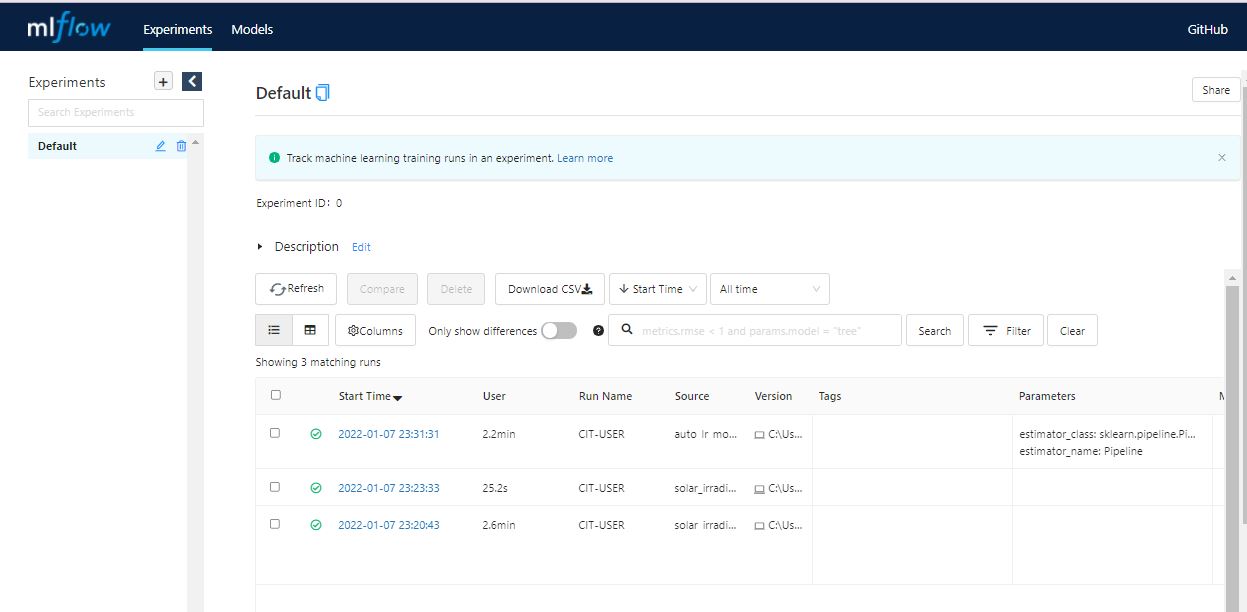 mlflow Experiments Models GitHub
Experiments +
Search Experiments
Default
Default
Share
Track machine learning training runs in an experiment. Learn more
Experiment ID: 0
Description Edit
Refresh Compare Delete Download CSV Start Time All time
Columns Only show differences ? metrics.rmse < 1 and params.model = "tree" Search Filter Clear
Showing 3 matching runs
Start Time User Run Name Source Version Tags Parameters M
2022-01-07 23:31:31 2.2min CIT-USER auto_lr_mo... C:\Us... estimator_class: sklearn.pipeline.Pi...
estimator_name: Pipeline
2022-01-07 23:23:33 25.2s CIT-USER solar_irradi... C:\Us...
2022-01-07 23:20:43 2.6min CIT-USER solar_irradi... C:\Us...